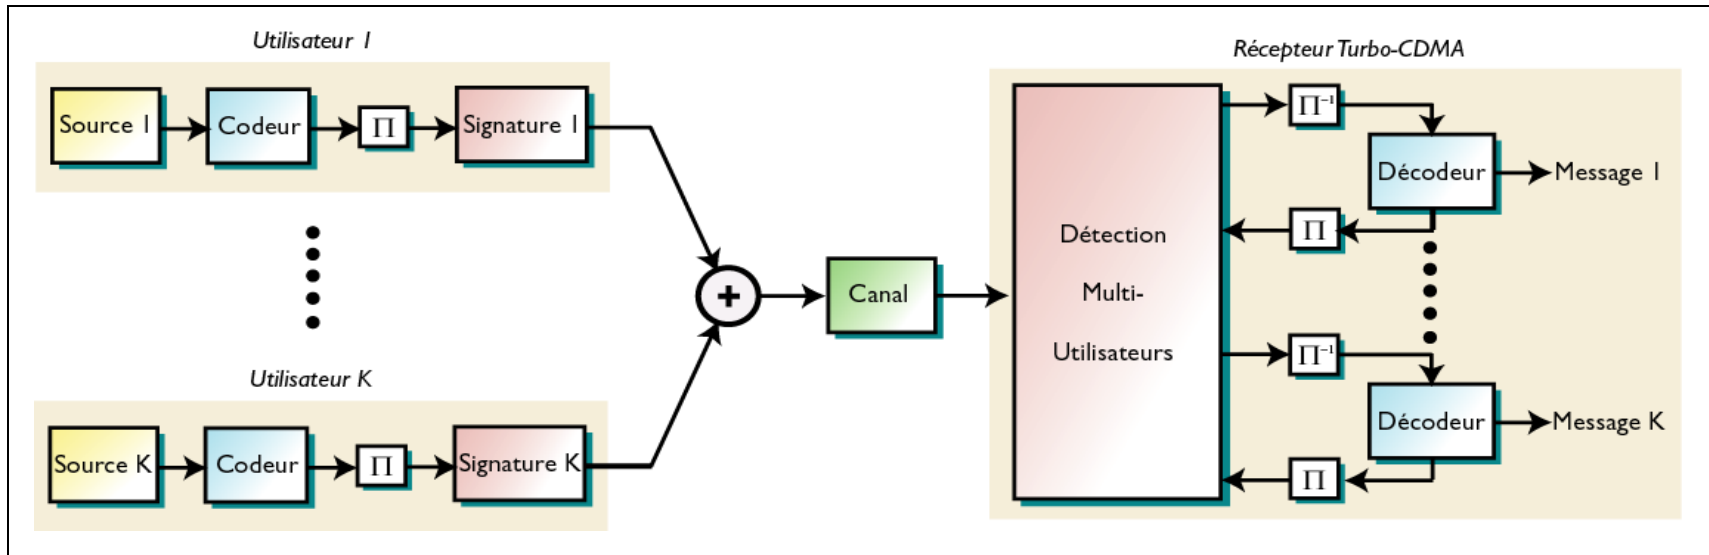 Utilisateur 1
Source 1
Codeur
Π
Signature 1
Utilisateur K
Source K
Codeur
Π
Signature K
+
Canal
Récepteur Turbo-CDMA
Détection
Multi-
Utilisateurs
Π⁻¹
Décodeur
Message 1
Π
Π⁻¹
Décodeur
Message K
Π